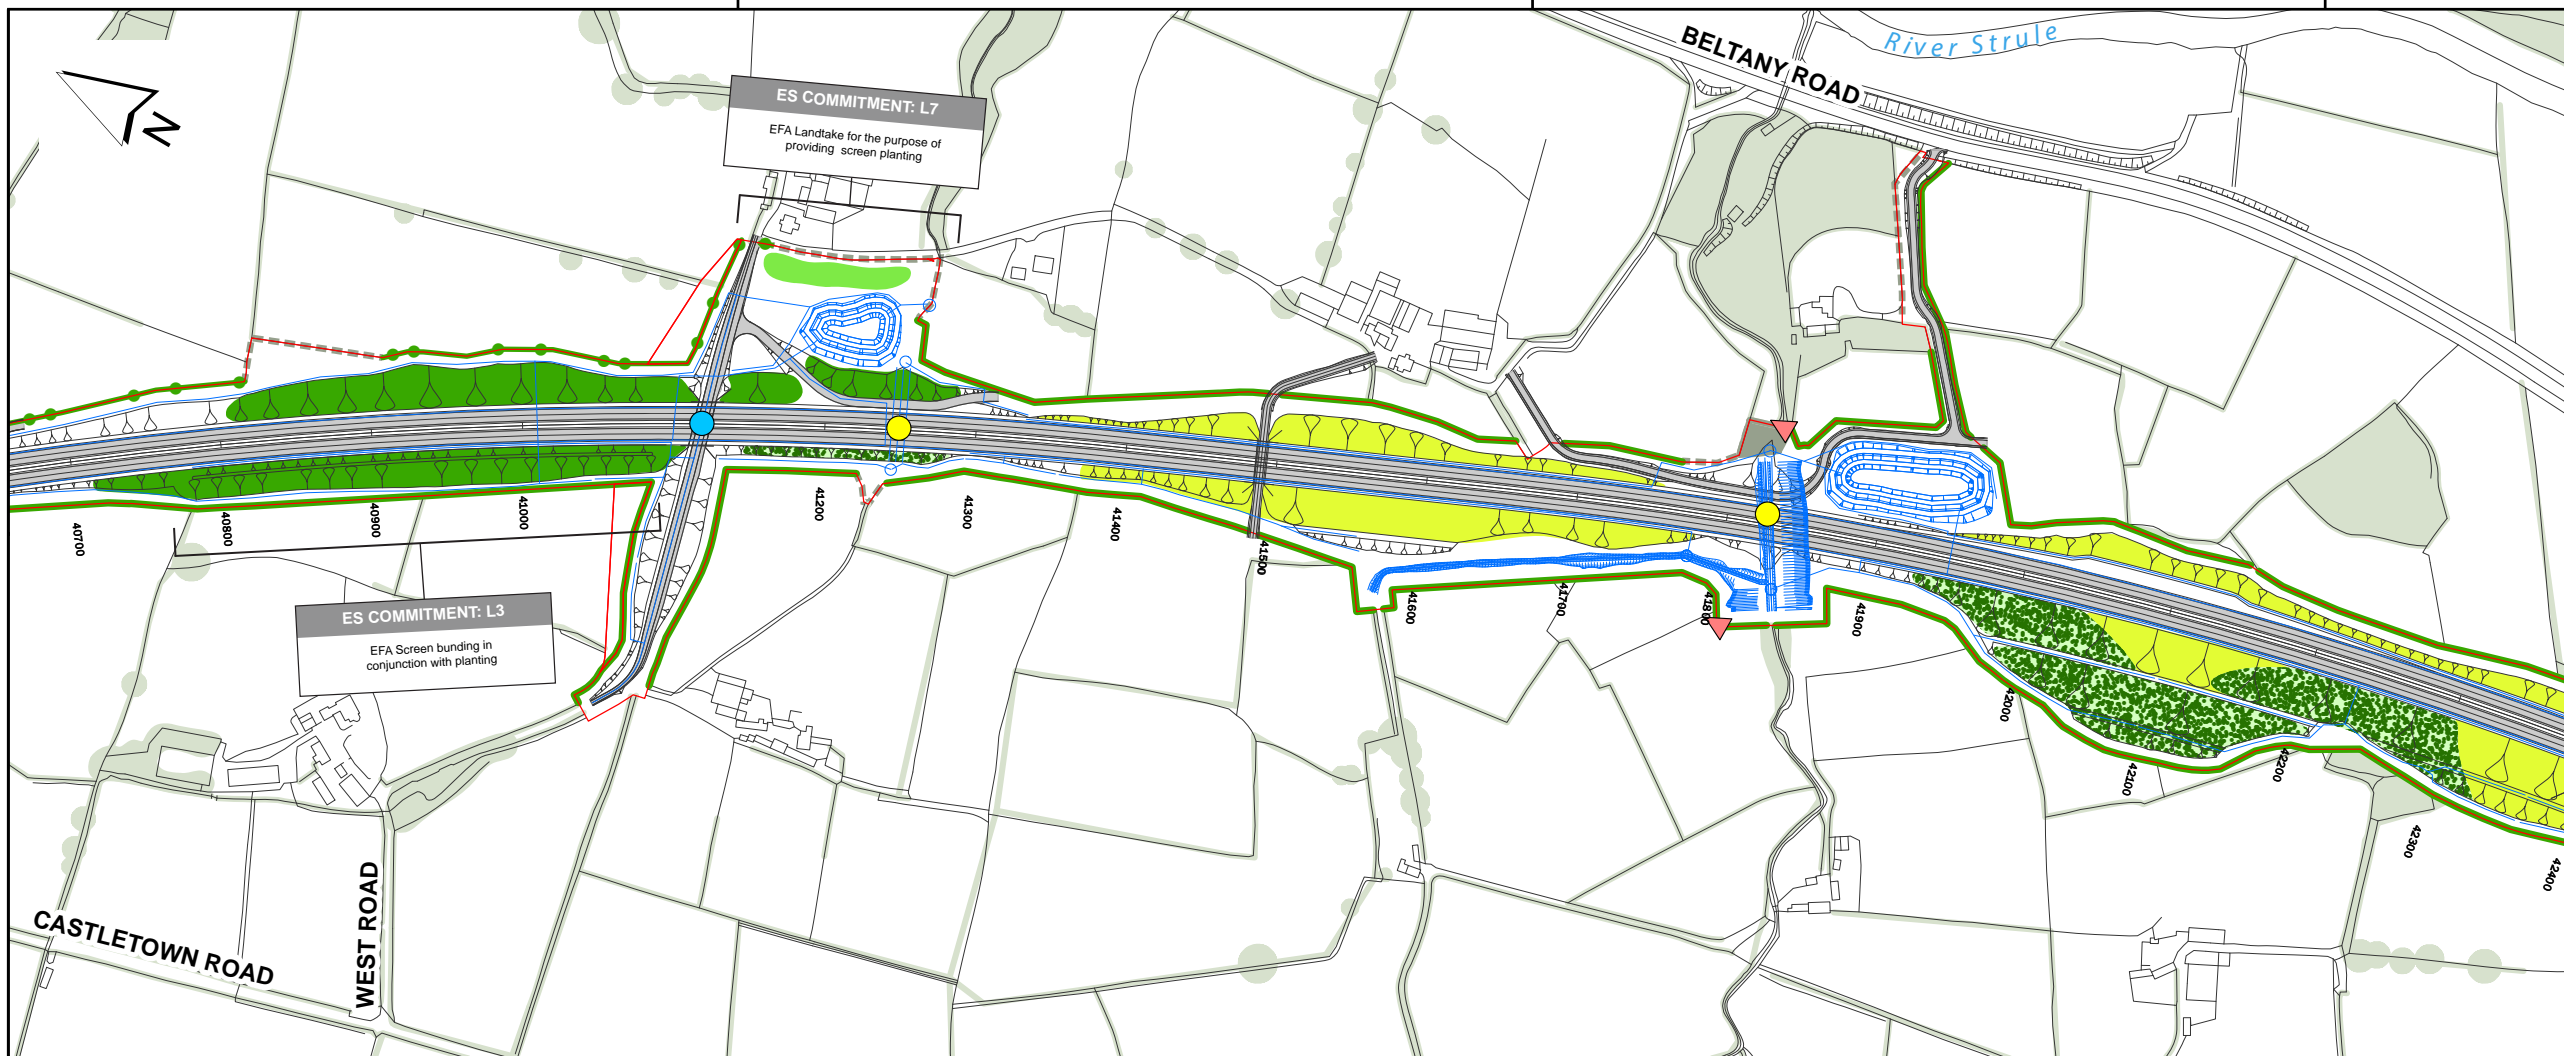 BELTANY ROAD
River Strule
N
ES COMMITMENT: L7
EFA Landtake for the purpose of
providing screen planting
40700
40800
40900
41000
41200
41300
41400
41500
41600
41700
41800
41900
42000
42100
42200
42300
42400
ES COMMITMENT: L3
EFA Screen bunding in
conjunction with planting
WEST ROAD
CASTLETOWN ROAD